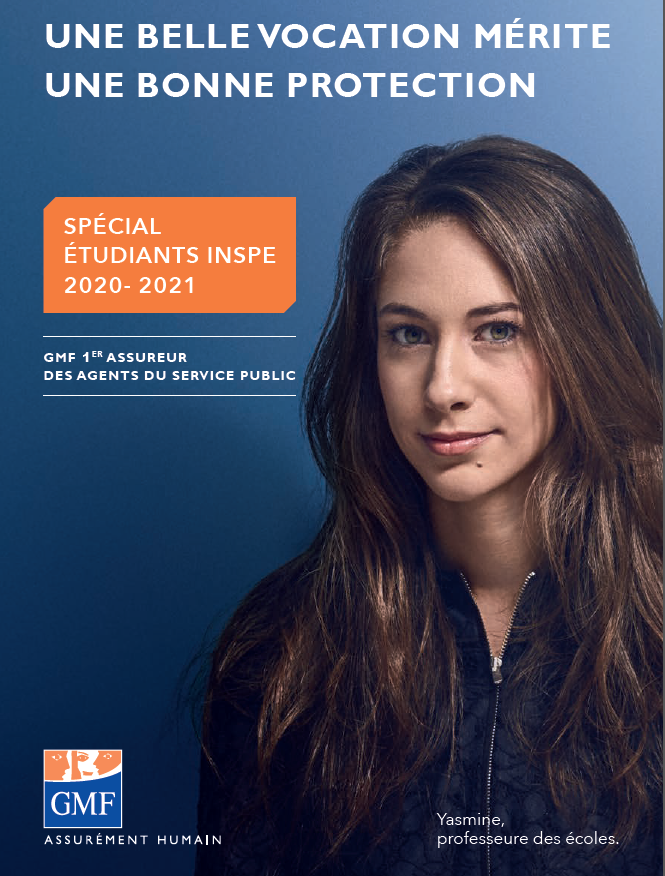 UNE BELLE VOCATION MÉRITE
UNE BONNE PROTECTION
SPÉCIAL
ÉTUDIANTS INSPE
2020- 2021
GMF 1ER ASSUREUR
DES AGENTS DU SERVICE PUBLIC
GMF
ASSURÉMENT HUMAIN
Yasmine,
professeure des écoles.